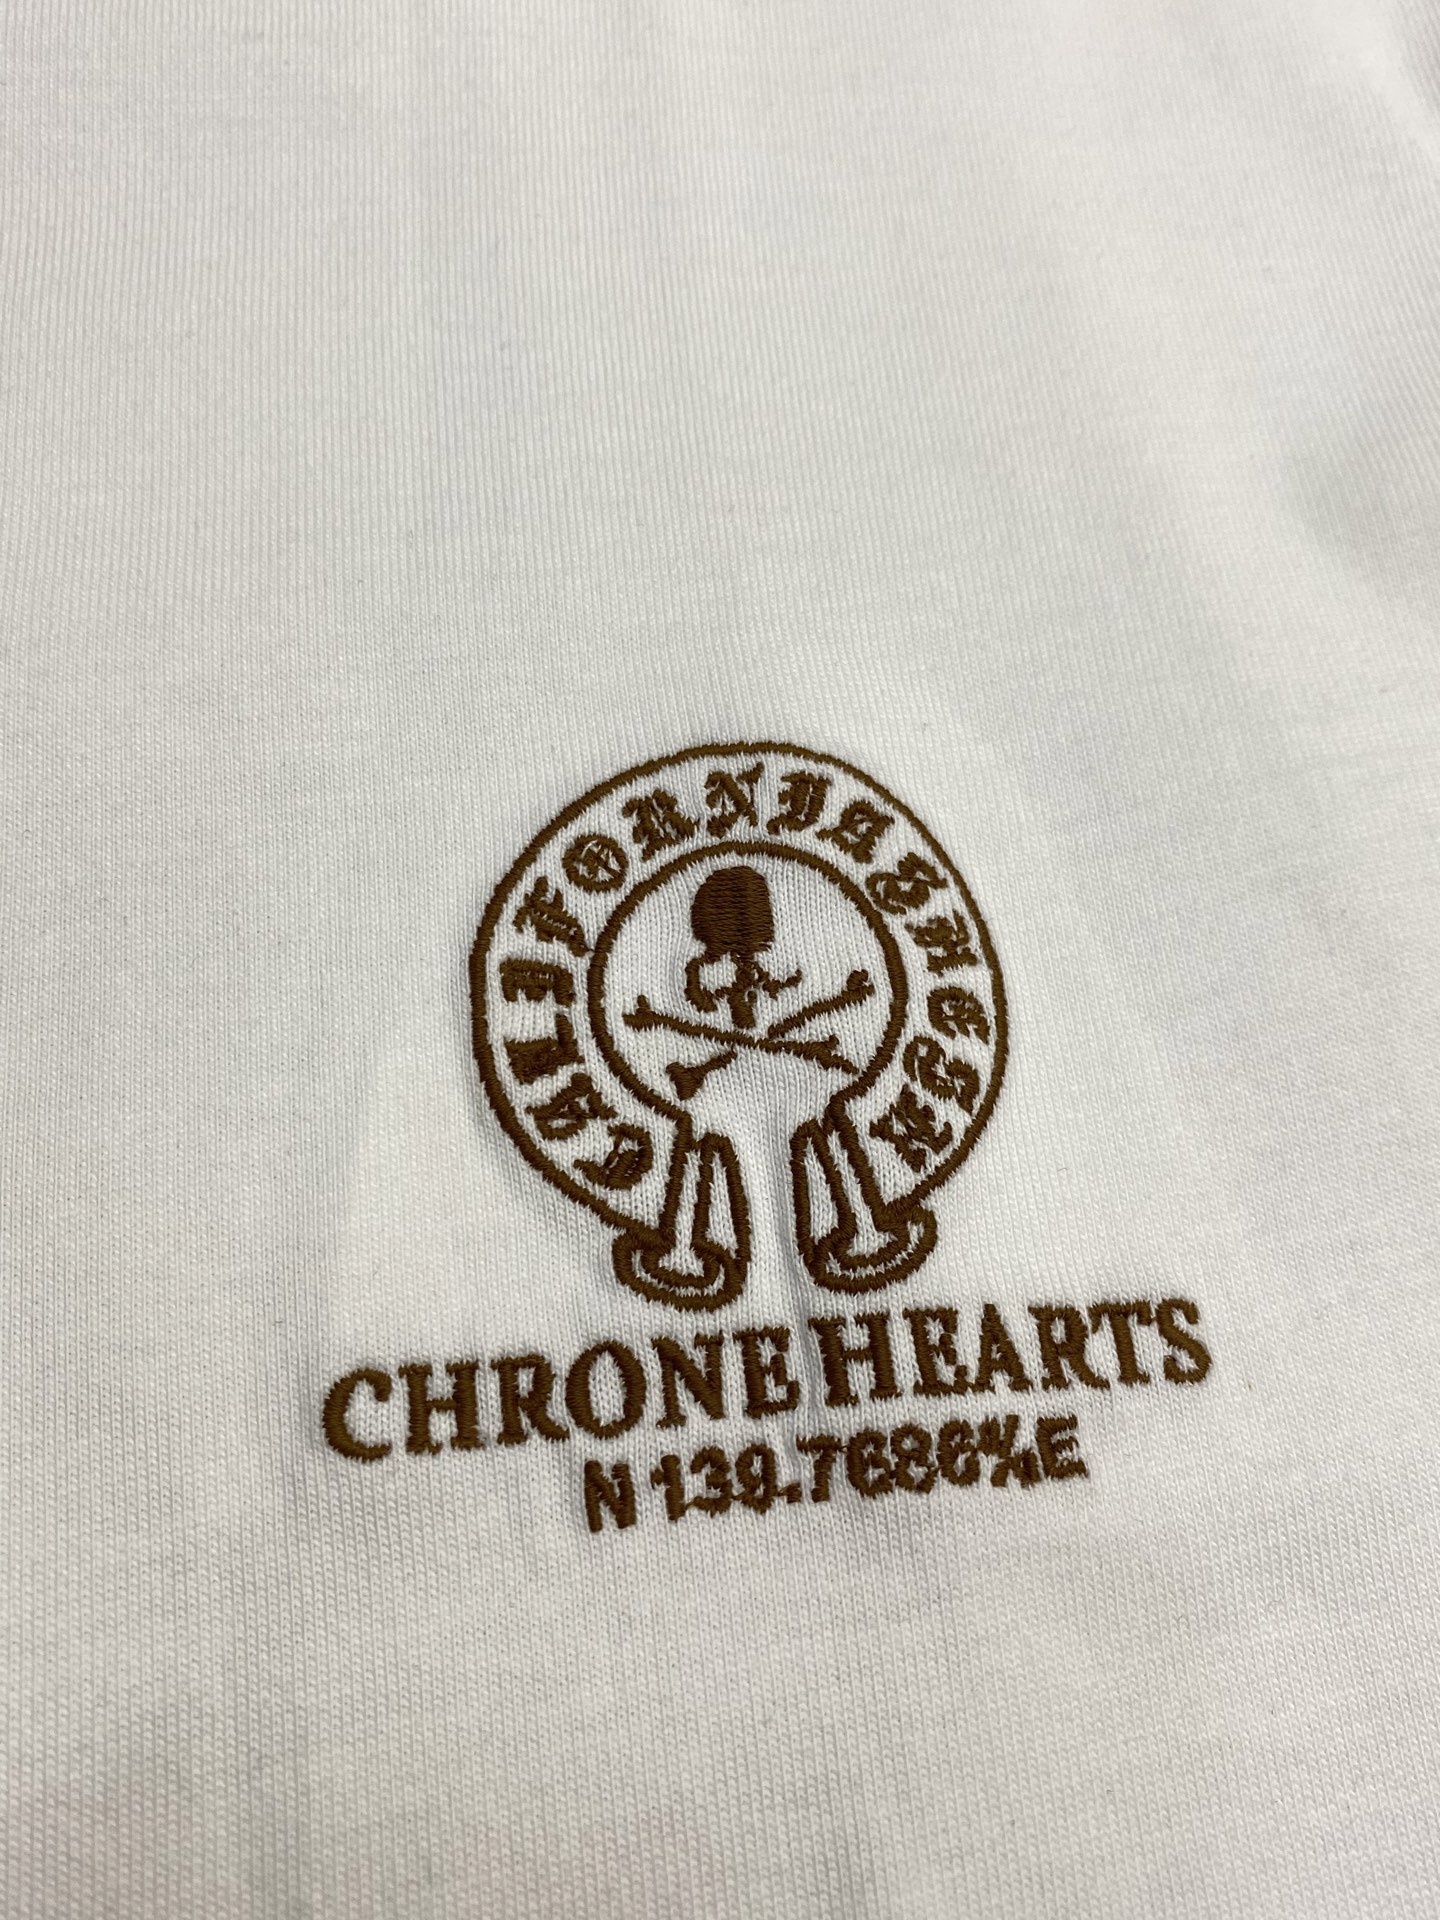 CALIFORNIA
CHRONE HEARTS
N 139.7686
E